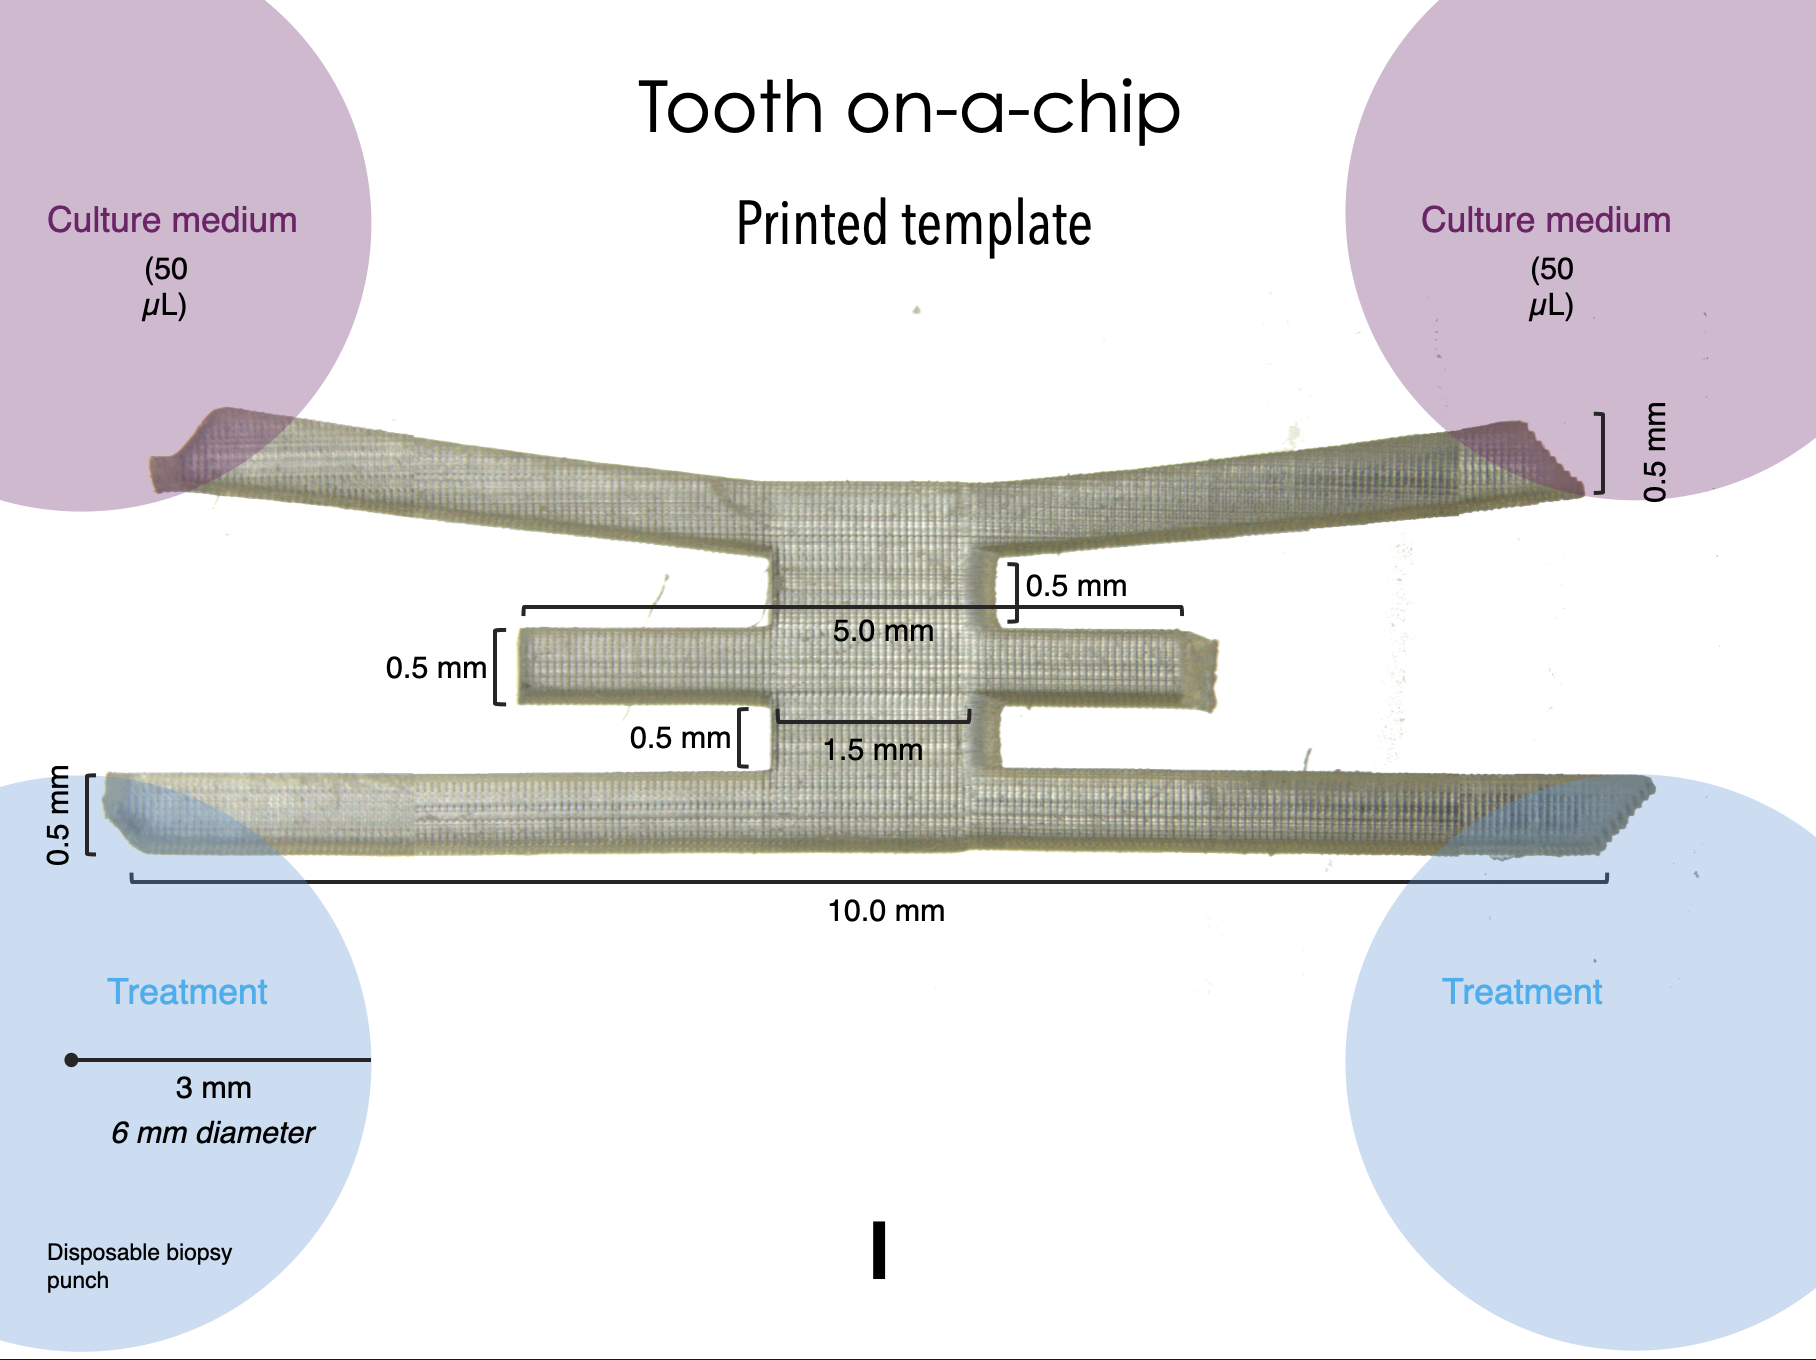 Tooth on-a-chip
Printed template
Culture medium
(50
µL)
Culture medium
(50
µL)
0.5 mm
0.5 mm
5.0 mm
0.5 mm
0.5 mm
1.5 mm
0.5 mm
10.0 mm
Treatment
Treatment
3 mm
6 mm diameter
Disposable biopsy
punch
I